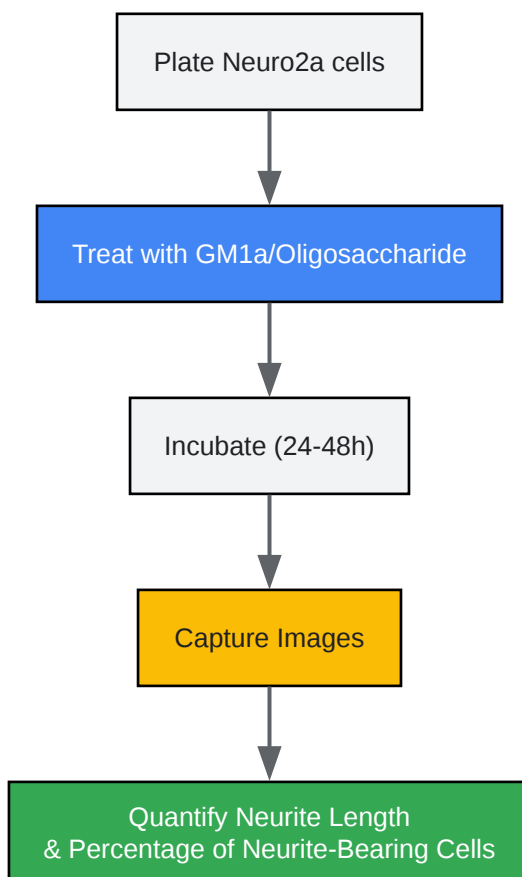 Plate Neuro2a cells
Treat with GM1a/Oligosaccharide
Incubate (24-48h)
Capture Images
Quantify Neurite Length
& Percentage of Neurite-Bearing Cells